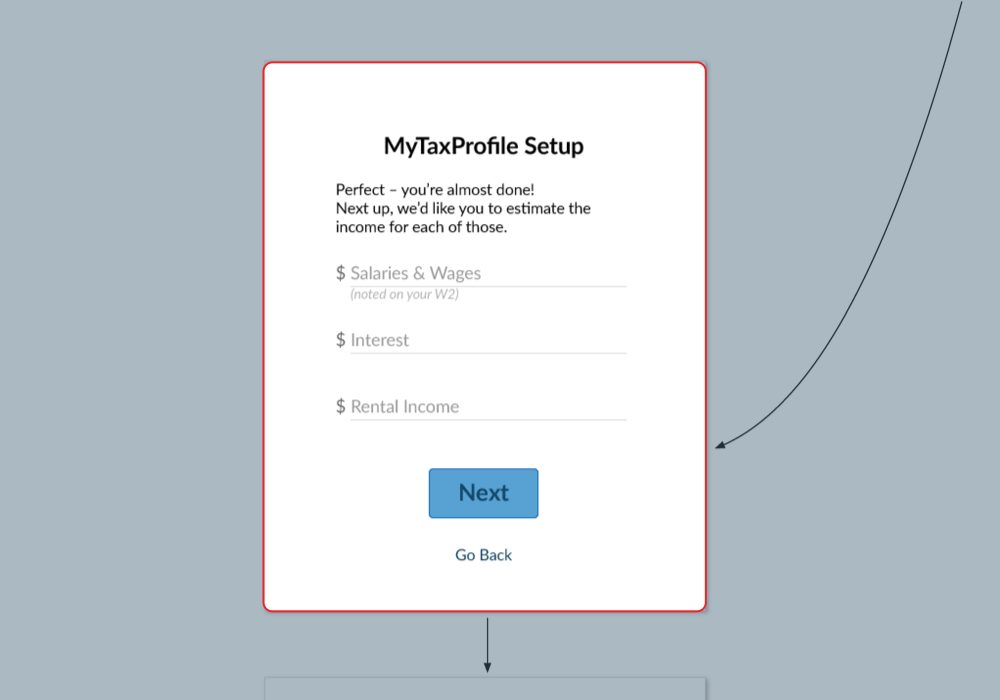 MyTaxProfile Setup
Perfect – you're almost done!
Next up, we'd like you to estimate the
income for each of those.
$ Salaries & Wages
(noted on your W2)
$ Interest
$ Rental Income
Next
Go Back